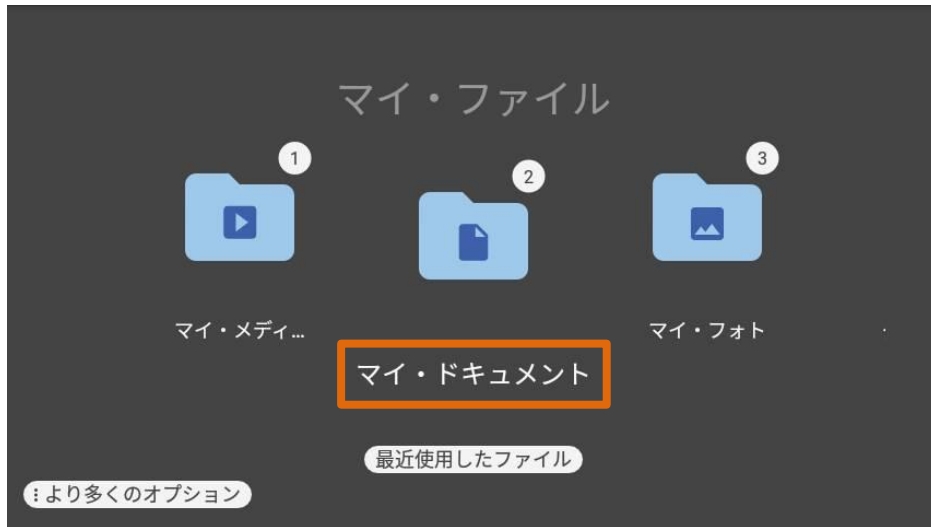 マイ・ファイル
1
2
3
マイ・メディ...
マイ・フォト
マイ・ドキュメント
最近使用したファイル
より多くのオプション